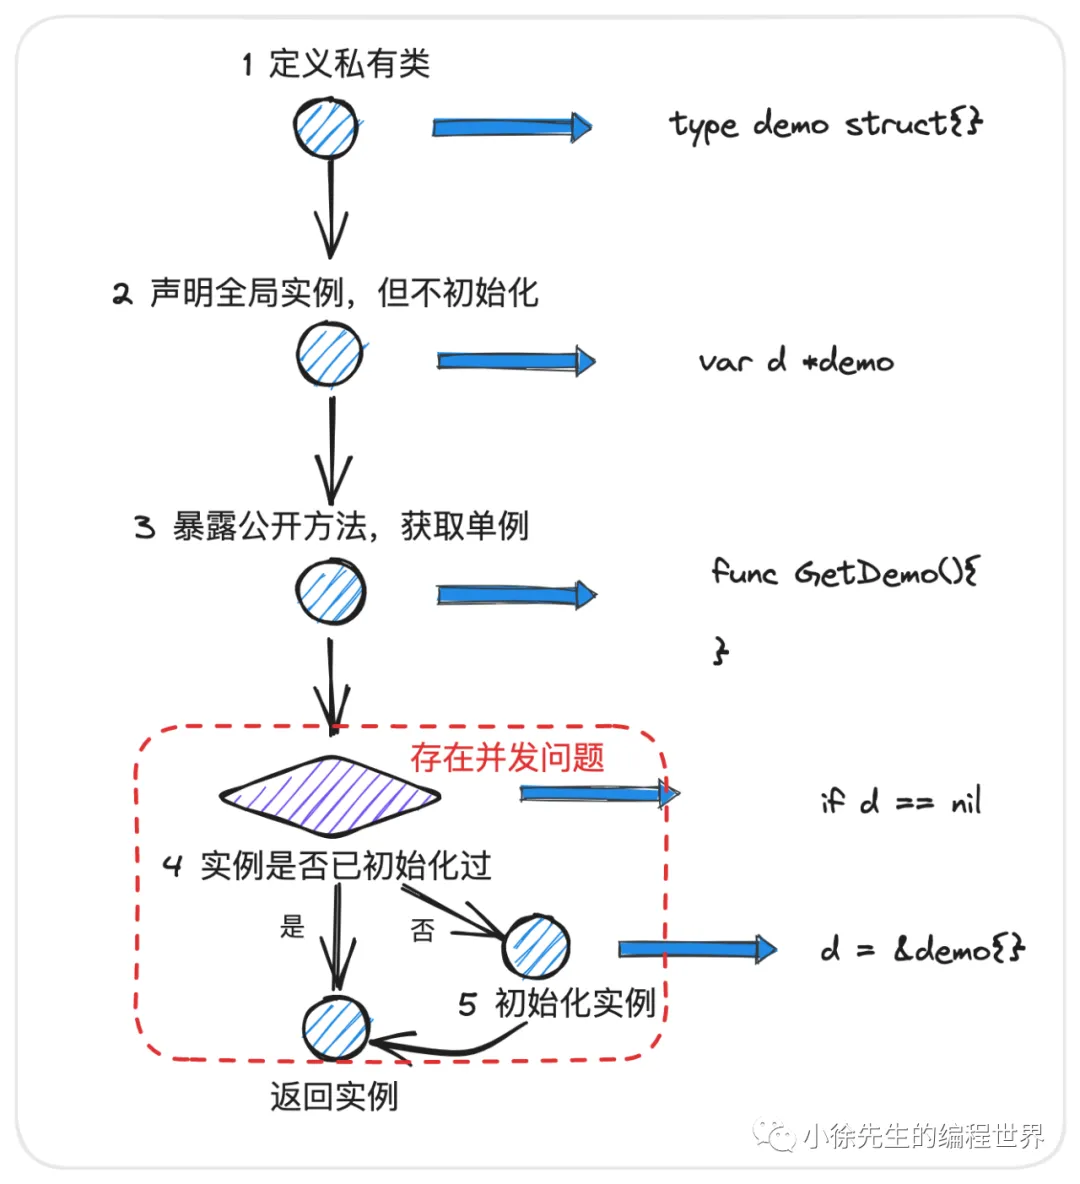 1 定义私有类
type demo struct{}
2 声明全局实例，但不初始化
var d *demo
3 暴露公开方法，获取单例
func GetDemo(){
}
存在并发问题
if d == nil
4 实例是否已初始化过
是
否
d = &demo{}
5 初始化实例
返回实例
小徐先生的编程世界